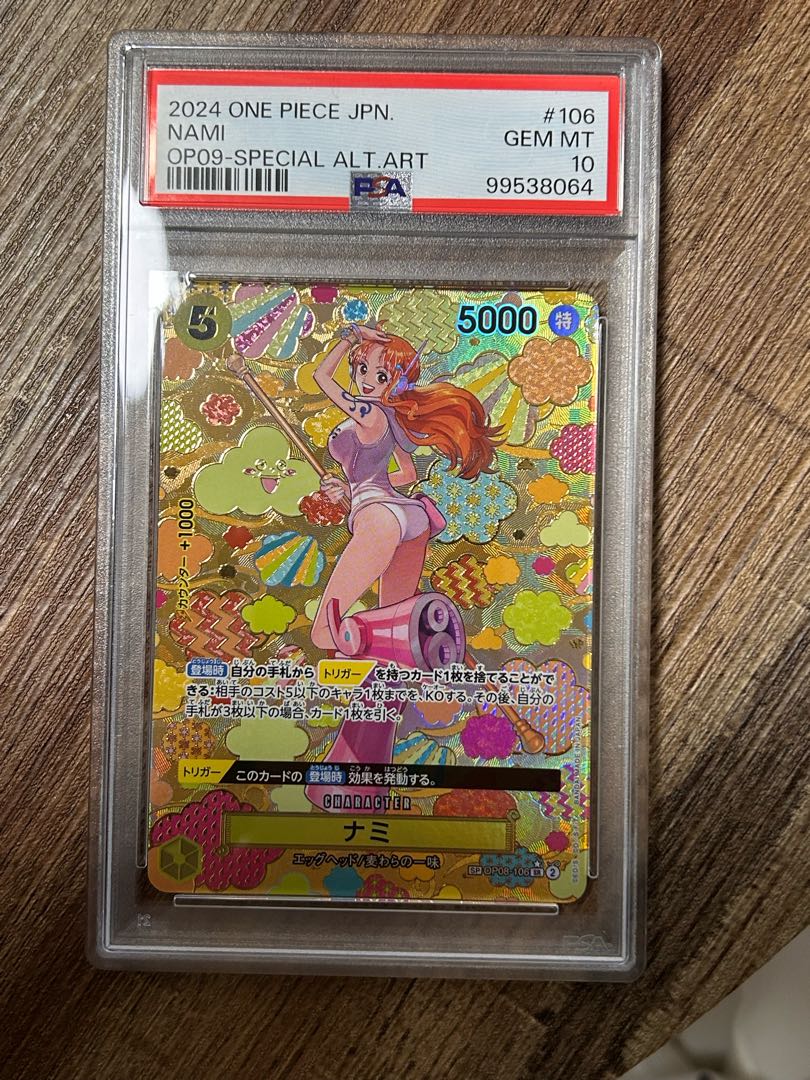 2024 ONE PIECE JPN. #106
NAMI GEM MT
OP09-SPECIAL ALT.ART 10
PSA 99538064
5 5000 特
カウンター +1000
登場時 自分の手札から トリガー を持つカード1枚を捨てることがで
きる:相手のコスト5以下のキャラ1枚までを、KOする。その後、自分の
手札が3枚以下の場合、カード1枚を引く。
トリガー このカードの 登場時 効果を発動する。
CHARACTER
ナミ
エッグヘッド/麦わらの一味
SP OP08-106 SR 2
PSA